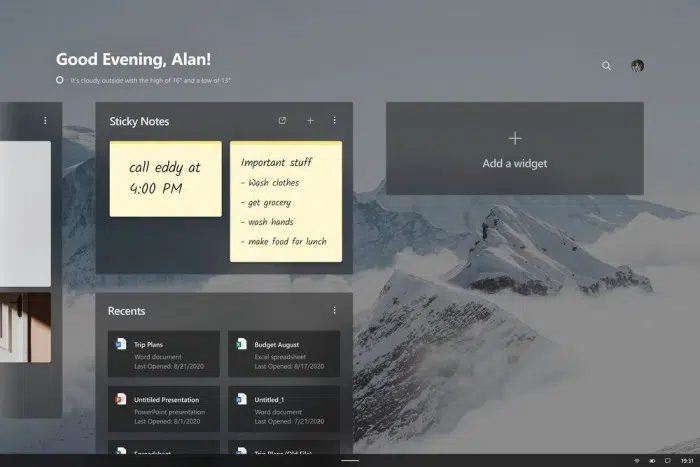 Good Evening, Alan!
It's cloudy outside with the high of 16° and a low of 13°
Sticky Notes
call eddy at
4:00 PM
Important stuff
- Wash clothes
- get grocery
- wash hands
- make food for lunch
Add a widget
Recents
Trip Plans
Word document
Last Opened: 8/21/2020
Budget August
Excel spreadsheet
Last Opened: 8/17/2020
Untitiled Presentation
PowerPoint presentation
Last Opened: 8/1/2020
Untitled_1
Word document
Last Opened: 7/21/2020
Spreadsheet
Trip Plans (Old File)
19:31